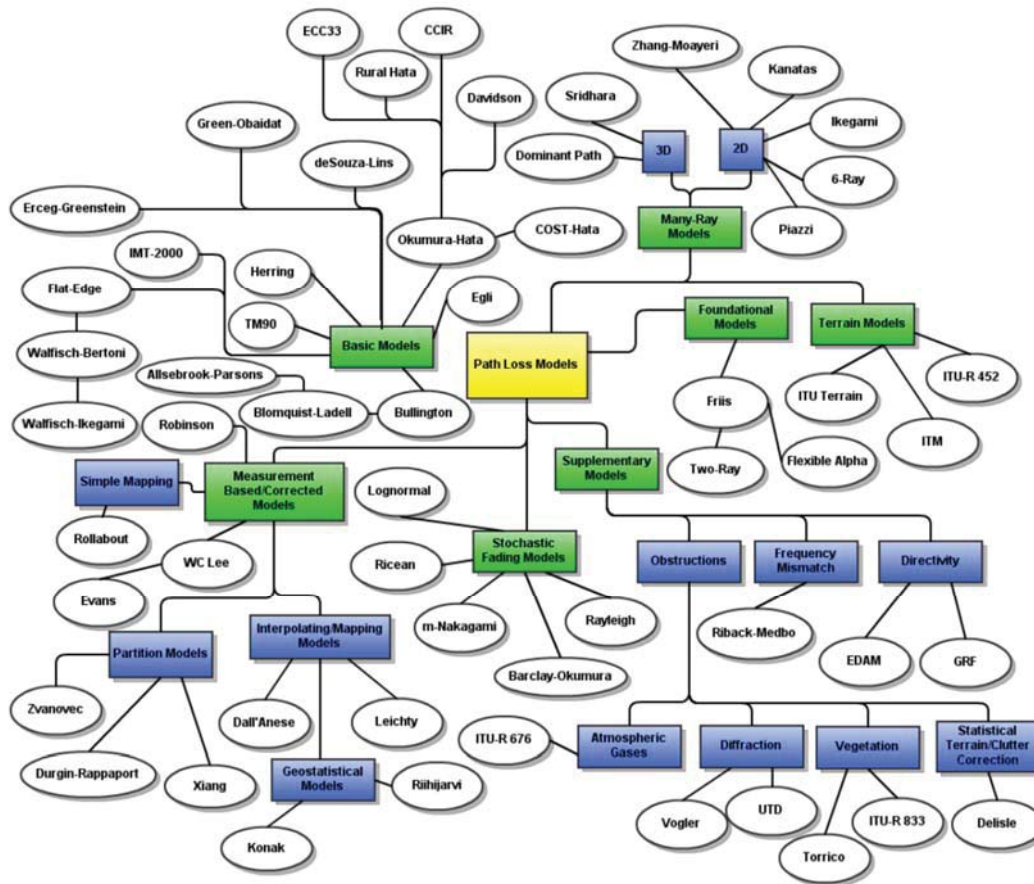 ECC33
CCIR
Rural Hata
Zhang-Moayeri
Kanatas
Sridhara
Davidson
Green-Obaidat
Ikegami
3D
2D
deSouza-Lins
Dominant Path
6-Ray
Erceg-Greenstein
Okumura-Hata
COST-Hata
Many-Ray
Models
Piazzi
IMT-2000
Herring
Flat-Edge
Egli
Foundational
Models
Terrain Models
TM90
Basic Models
Path Loss Models
Walfisch-Bertoni
Allsebrook-Parsons
ITU-R 452
ITU Terrain
Blomquist-Ladell
Bullington
Friis
Walfisch-Ikegami
Robinson
ITM
Simple Mapping
Measurement
Based/Corrected
Models
Lognormal
Supplementary
Models
Two-Ray
Flexible Alpha
Rollabout
WC Lee
Ricean
Stochastic
Fading Models
Obstructions
Frequency
Mismatch
Directivity
Evans
m-Nakagami
Rayleigh
Riback-Medbo
Partition Models
Interpolating/Mapping
Models
EDAM
GRF
Barclay-Okumura
Zvanovec
Dall'Anese
Leichty
ITU-R 676
Atmospheric
Gases
Diffraction
Vegetation
Statistical
Terrain/Clutter
Correction
Durgin-Rappaport
Xiang
Geostatistical
Models
Riihijarvi
Vogler
UTD
ITU-R 833
Delisle
Konak
Torrico